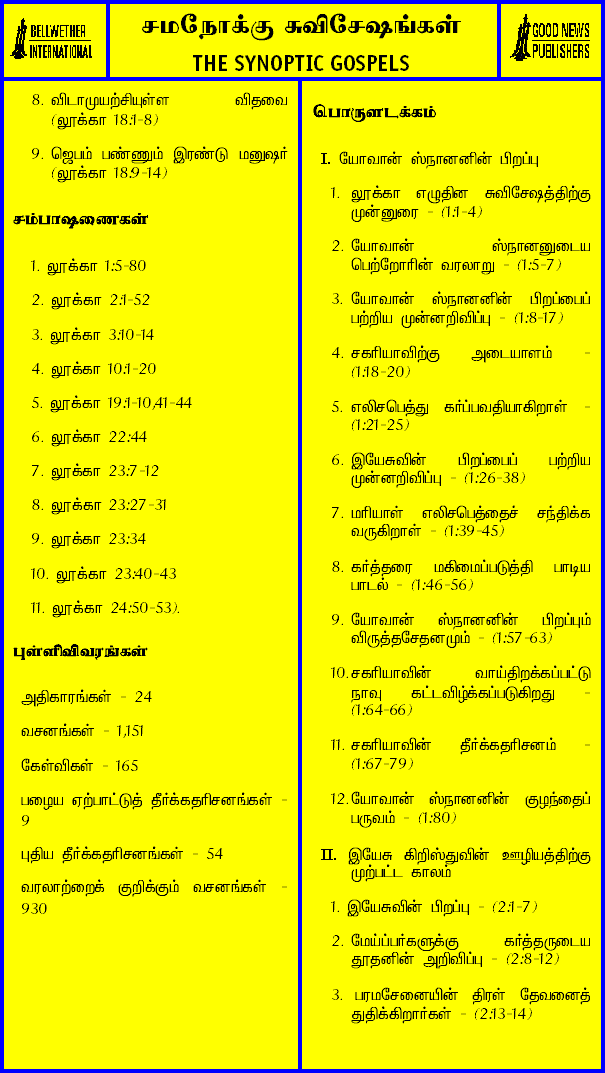 BELLWETHER
INTERNATIONAL
சமநோக்கு சுவிசேஷங்கள்
THE SYNOPTIC GOSPELS
GOOD NEWS
PUBLISHERS
8. விடாமுயற்சியுள்ள விதவை
(லூக்கா 18:1-8)
9. ஜெபம் பண்ணும் இரண்டு மனுஷர்
(லூக்கா 18:9-14)
சம்பாஷணைகள்
1. லூக்கா 1:5-80
2. லூக்கா 2:1-52
3. லூக்கா 3:10-14
4. லூக்கா 10:1-20
5. லூக்கா 19:1-10,41-44
6. லூக்கா 22:44
7. லூக்கா 23:7-12
8. லூக்கா 23:27-31
9. லூக்கா 23:34
10. லூக்கா 23:40-43
11. லூக்கா 24:50-53).
புள்ளிவிவரங்கள்
அதிகாரங்கள் - 24
வசனங்கள் - 1,151
கேள்விகள் - 165
பழைய ஏற்பாட்டுத் தீர்க்கதரிசனங்கள் -
9
புதிய தீர்க்கதரிசனங்கள் - 54
வரலாற்றைக் குறிக்கும் வசனங்கள் -
930
பொருளடக்கம்
I. யோவான் ஸ்நானனின் பிறப்பு
1. லூக்கா எழுதின சுவிசேஷத்திற்கு
முன்னுரை - (1:1-4)
2. யோவான் ஸ்நானனுடைய
பெற்றோரின் வரலாறு - (1:5-7)
3. யோவான் ஸ்நானனின் பிறப்பைப்
பற்றிய முன்னறிவிப்பு - (1:8-17)
4. சகரியாவிற்கு அடையாளம் -
(1:18-20)
5. எலிசபெத்து கர்ப்பவதியாகிறாள் -
(1:21-25)
6. இயேசுவின் பிறப்பைப் பற்றிய
முன்னறிவிப்பு - (1:26-38)
7. மரியாள் எலிசபெத்தைச் சந்திக்க
வருகிறாள் - (1:39-45)
8. கர்த்தரை மகிமைப்படுத்தி பாடிய
பாடல் - (1:46-56)
9. யோவான் ஸ்நானனின் பிறப்பும்
விருத்தசேதனமும் - (1:57-63)
10.சகரியாவின் வாய்திறக்கப்பட்டு
நாவு கட்டவிழ்க்கப்படுகிறது -
(1:64-66)
11. சகரியாவின் தீர்க்கதரிசனம் -
(1:67-79)
12.யோவான் ஸ்நானனின் குழந்தைப்
பருவம் - (1:80)
II. இயேசு கிறிஸ்துவின் ஊழியத்திற்கு
முற்பட்ட காலம்
1. இயேசுவின் பிறப்பு - (2:1-7)
2. மேய்ப்பர்களுக்கு கர்த்தருடைய
தூதனின் அறிவிப்பு - (2:8-12)
3. பரமசேனையின் திரள் தேவனைத்
துதிக்கிறார்கள் - (2:13-14)